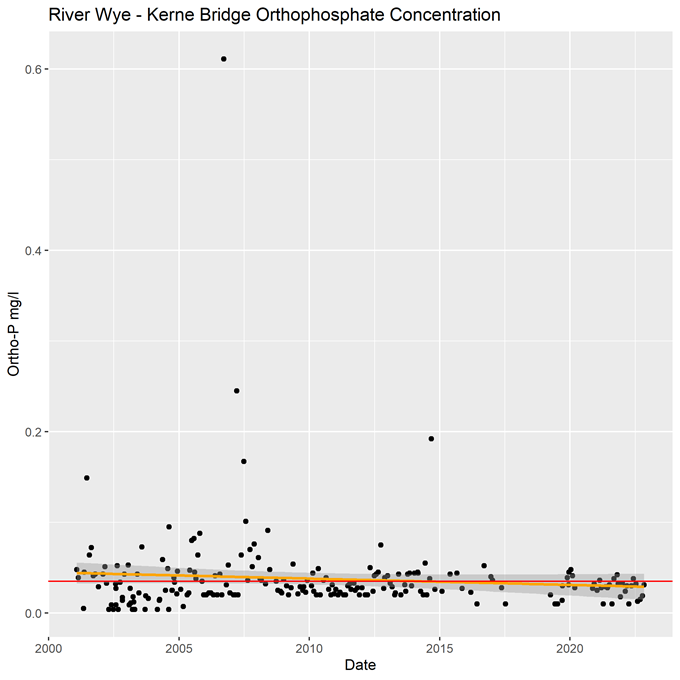 River Wye - Kerne Bridge Orthophosphate Concentration
0.6
0.4
0.2
0.0
Ortho-P mg/l
2000 2005 2010 2015 2020
Date